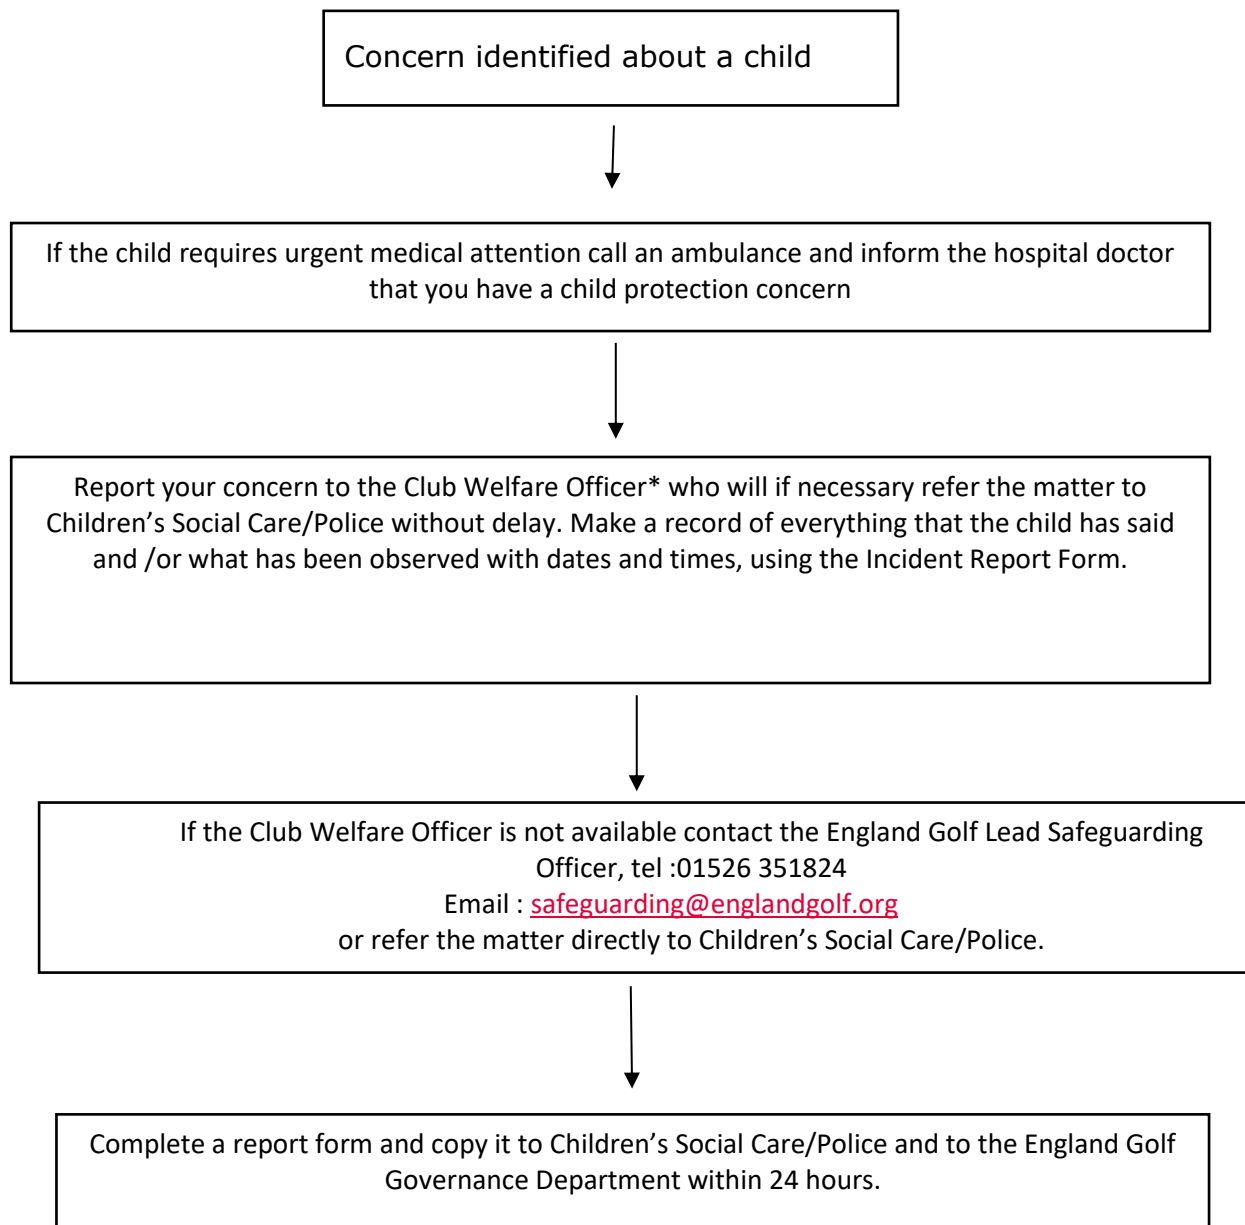 Concern identified about a child
If the child requires urgent medical attention call an ambulance and inform the hospital doctor
that you have a child protection concern
Report your concern to the Club Welfare Officer* who will if necessary refer the matter to
Children’s Social Care/Police without delay. Make a record of everything that the child has said
and /or what has been observed with dates and times, using the Incident Report Form.
If the Club Welfare Officer is not available contact the England Golf Lead Safeguarding
Officer, tel :01526 351824
Email : safeguarding@englandgolf.org
or refer the matter directly to Children’s Social Care/Police.
Complete a report form and copy it to Children’s Social Care/Police and to the England Golf
Governance Department within 24 hours.